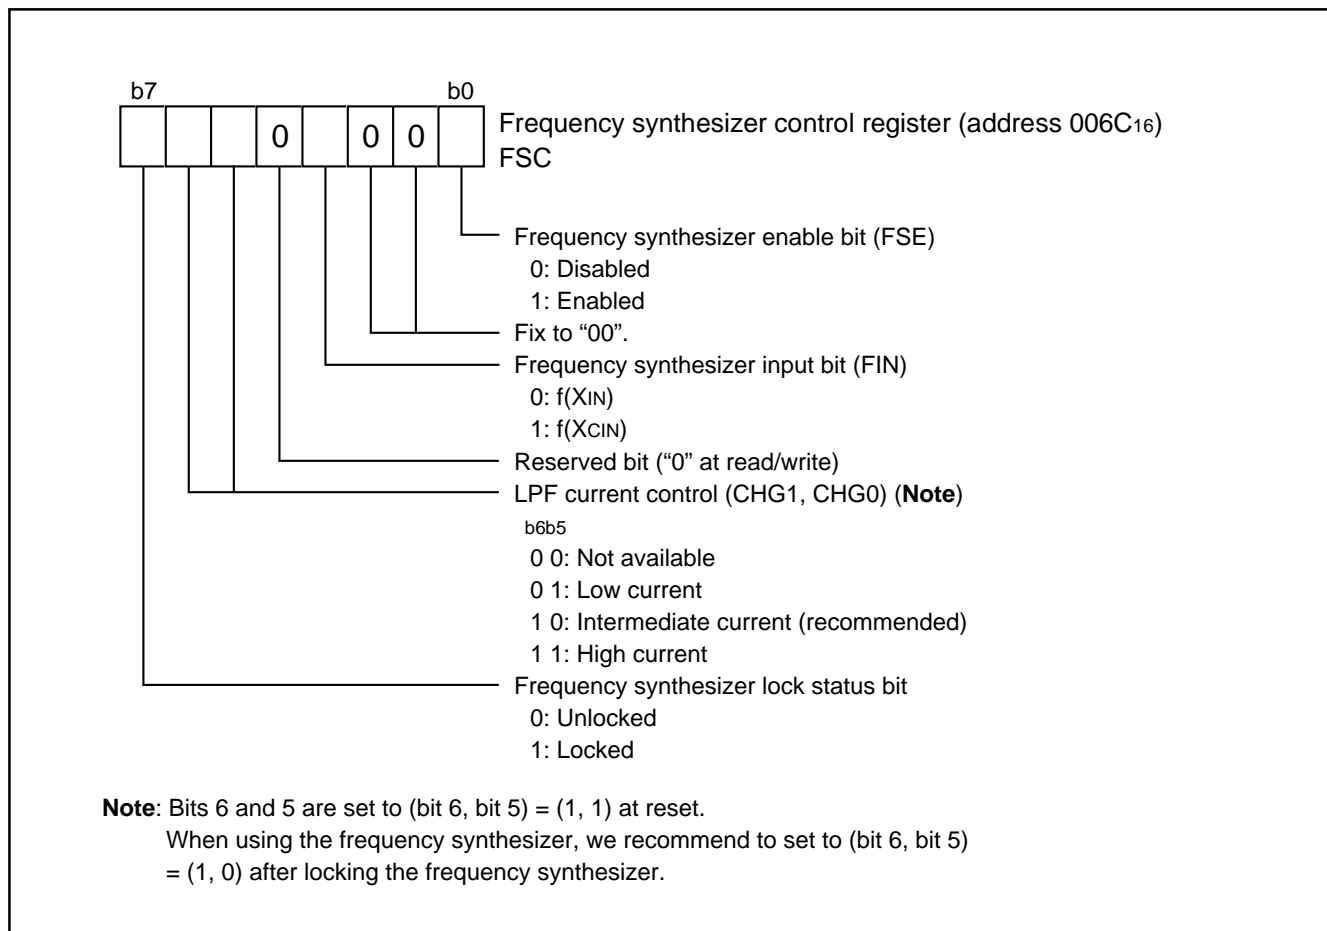 b7 b0
0 0 0
Frequency synthesizer control register (address 006C16)
FSC
Frequency synthesizer enable bit (FSE)
0: Disabled
1: Enabled
Fix to “00”.
Frequency synthesizer input bit (FIN)
0: f(XIN)
1: f(XCIN)
Reserved bit (“0” at read/write)
LPF current control (CHG1, CHG0) (Note)
b6b5
0 0: Not available
0 1: Low current
1 0: Intermediate current (recommended)
1 1: High current
Frequency synthesizer lock status bit
0: Unlocked
1: Locked
Note: Bits 6 and 5 are set to (bit 6, bit 5) = (1, 1) at reset.
When using the frequency synthesizer, we recommend to set to (bit 6, bit 5)
= (1, 0) after locking the frequency synthesizer.